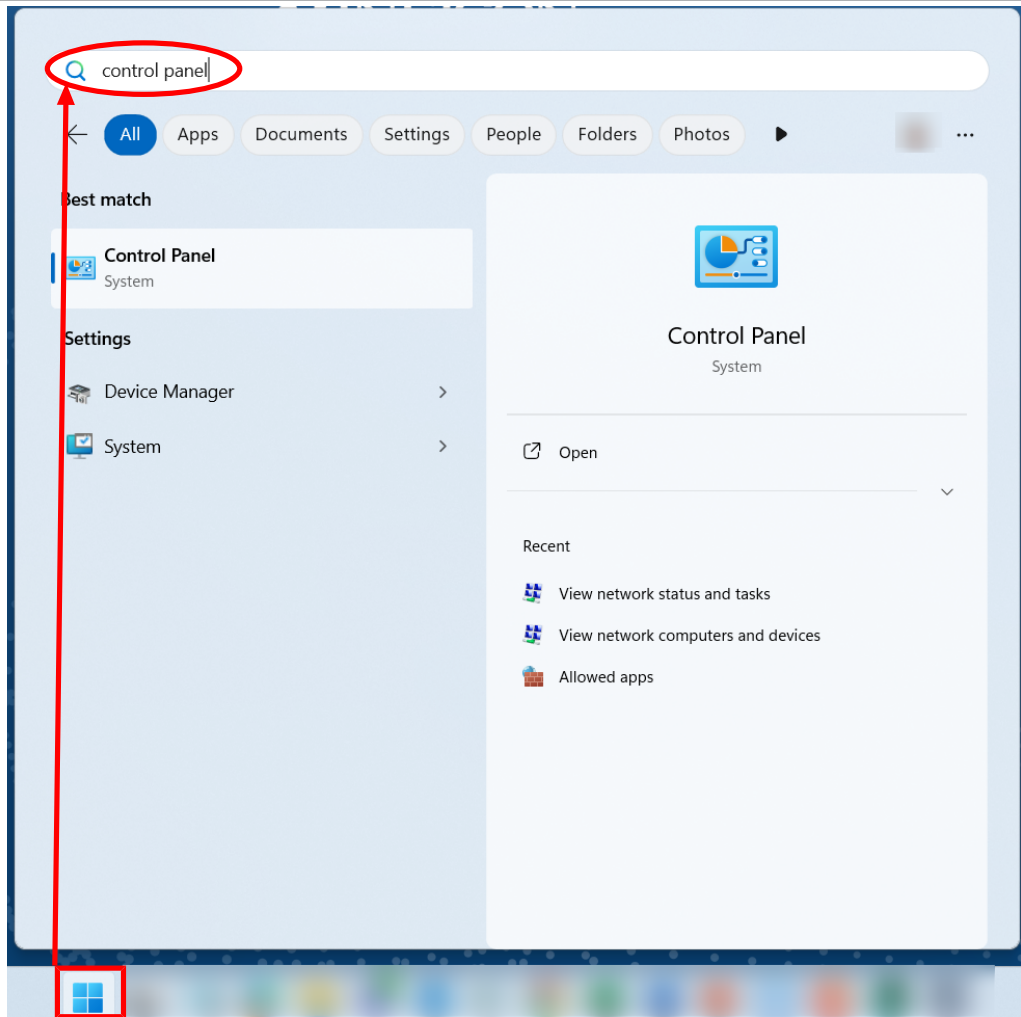 control panel
All Apps Documents Settings People Folders Photos
Best match
Control Panel
System
Settings
Device Manager
System
Control Panel
System
Open
Recent
View network status and tasks
View network computers and devices
Allowed apps